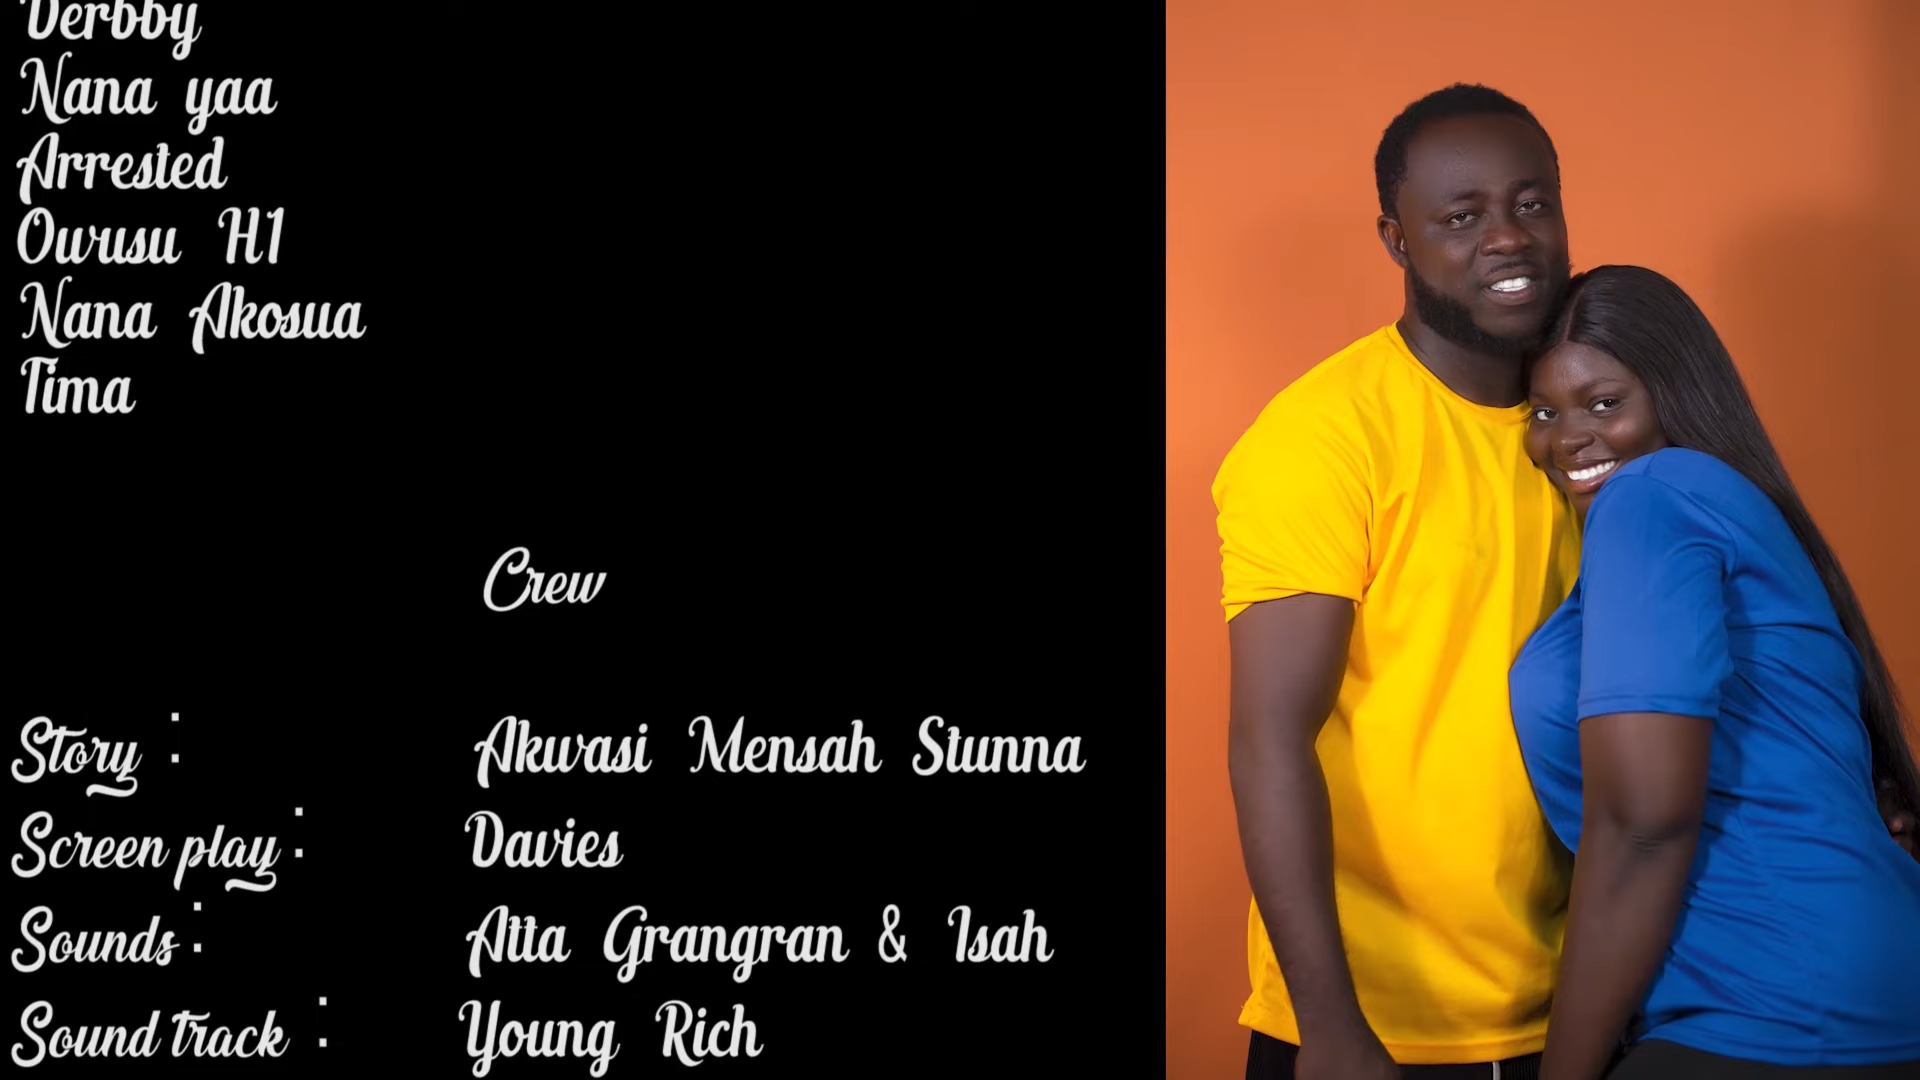 Derbby
Nana yaa
Arrested
Owusu H1
Nana Akosua
Tima
Crew
Story : Akwasi Mensah Stunna
Screen play : Davies
Sounds : Atta Grangran & Isah
Sound track : Young Rich